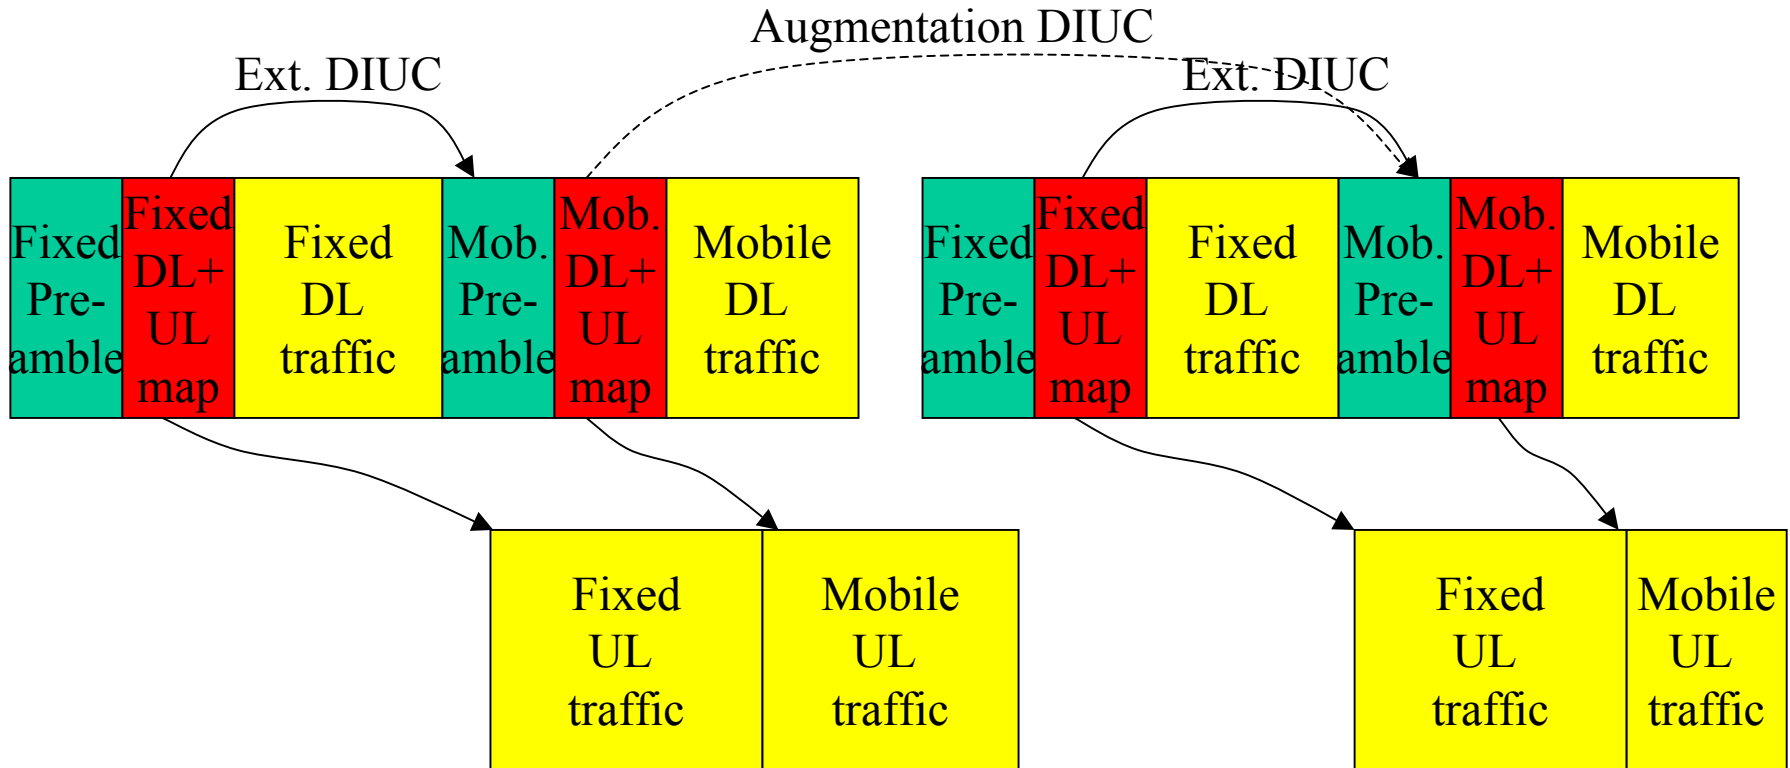 Augmentation DIUC
Ext. DIUC
Ext. DIUC
Fixed
Pre-
amble
Fixed
DL+
UL
map
Fixed
DL
traffic
Mob.
Pre-
amble
Mob.
DL+
UL
map
Mobile
DL
traffic
Fixed
Pre-
amble
Fixed
DL+
UL
map
Fixed
DL
traffic
Mob.
Pre-
amble
Mob.
DL+
UL
map
Mobile
DL
traffic
Fixed
UL
traffic
Mobile
UL
traffic
Fixed
UL
traffic
Mobile
UL
traffic